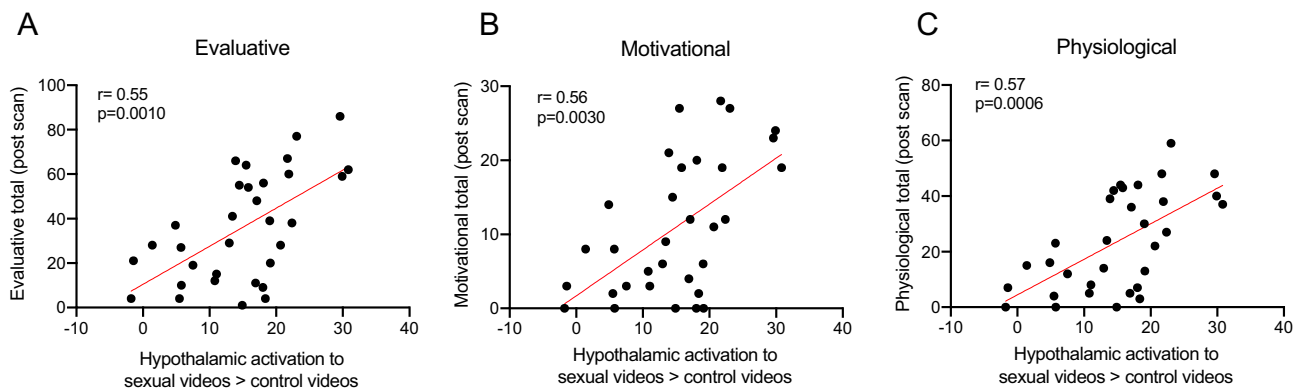 A
Evaluative
r= 0.55
p=0.0010
Evaluative total (post scan)
100
80
60
40
20
0
-10 0 10 20 30 40
Hypothalamic activation to
sexual videos > control videos
B
Motivational
r= 0.56
p=0.0030
Motivational total (post scan)
30
20
10
0
-10 0 10 20 30 40
Hypothalamic activation to
sexual videos > control videos
C
Physiological
r= 0.57
p=0.0006
Physiological total (post scan)
80
60
40
20
0
-10 0 10 20 30 40
Hypothalamic activation to
sexual videos > control videos